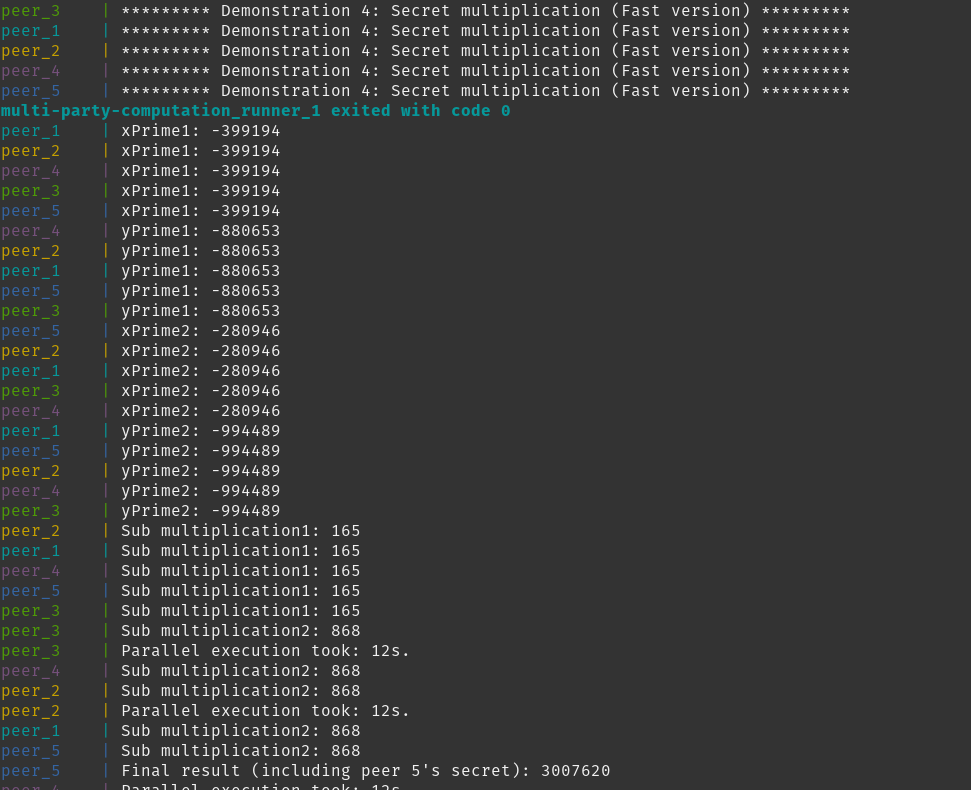 peer_3    | ********* Demonstration 4: Secret multiplication (Fast version) *********
peer_1    | ********* Demonstration 4: Secret multiplication (Fast version) *********
peer_2    | ********* Demonstration 4: Secret multiplication (Fast version) *********
peer_4    | ********* Demonstration 4: Secret multiplication (Fast version) *********
peer_5    | ********* Demonstration 4: Secret multiplication (Fast version) *********
multi-party-computation_runner_1 exited with code 0
peer_1    | xPrime1: -399194
peer_2    | xPrime1: -399194
peer_4    | xPrime1: -399194
peer_3    | xPrime1: -399194
peer_5    | xPrime1: -399194
peer_4    | yPrime1: -880653
peer_2    | yPrime1: -880653
peer_1    | yPrime1: -880653
peer_5    | yPrime1: -880653
peer_3    | yPrime1: -880653
peer_5    | xPrime2: -280946
peer_2    | xPrime2: -280946
peer_1    | xPrime2: -280946
peer_3    | xPrime2: -280946
peer_4    | xPrime2: -280946
peer_1    | yPrime2: -994489
peer_5    | yPrime2: -994489
peer_2    | yPrime2: -994489
peer_4    | yPrime2: -994489
peer_3    | yPrime2: -994489
peer_2    | Sub multiplication1: 165
peer_1    | Sub multiplication1: 165
peer_4    | Sub multiplication1: 165
peer_5    | Sub multiplication1: 165
peer_3    | Sub multiplication1: 165
peer_3    | Sub multiplication2: 868
peer_3    | Parallel execution took: 12s.
peer_4    | Sub multiplication2: 868
peer_2    | Sub multiplication2: 868
peer_2    | Parallel execution took: 12s.
peer_1    | Sub multiplication2: 868
peer_5    | Sub multiplication2: 868
peer_5    | Final result (including peer 5's secret): 3007620
peer_4    | Parallel execution took: 12s